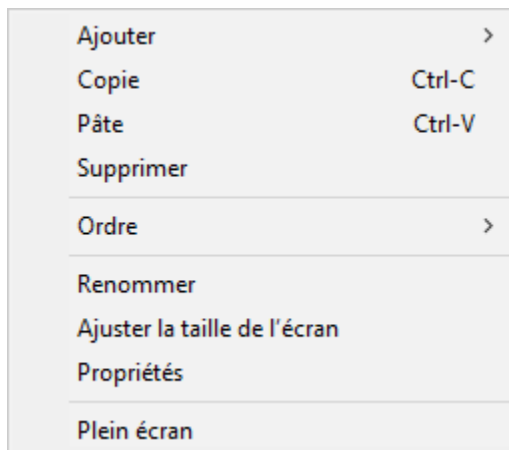 Ajouter
Copie Ctrl-C
Pâte Ctrl-V
Supprimer
Ordre
Renommer
Ajuster la taille de l'écran
Propriétés
Plein écran